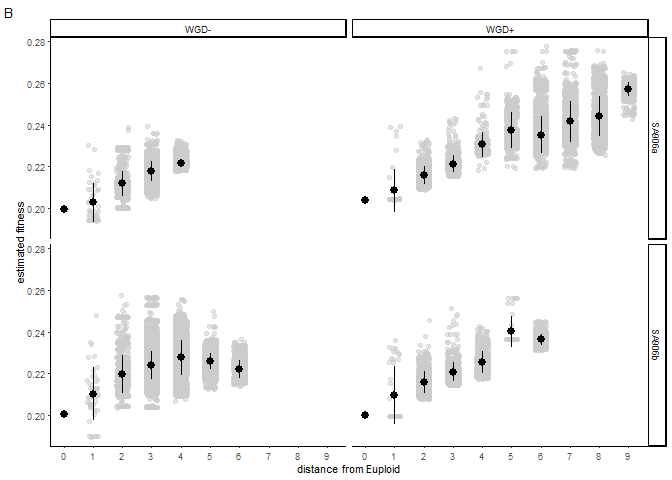 B
WGD-
WGD+
0.28
0.26
0.24
0.22
0.20
SA906a
0.28
0.26
0.24
0.22
0.20
SA906b
estimated fitness
0 1 2 3 4 5 6 7 8 9
0 1 2 3 4 5 6 7 8 9
distance from Euploid